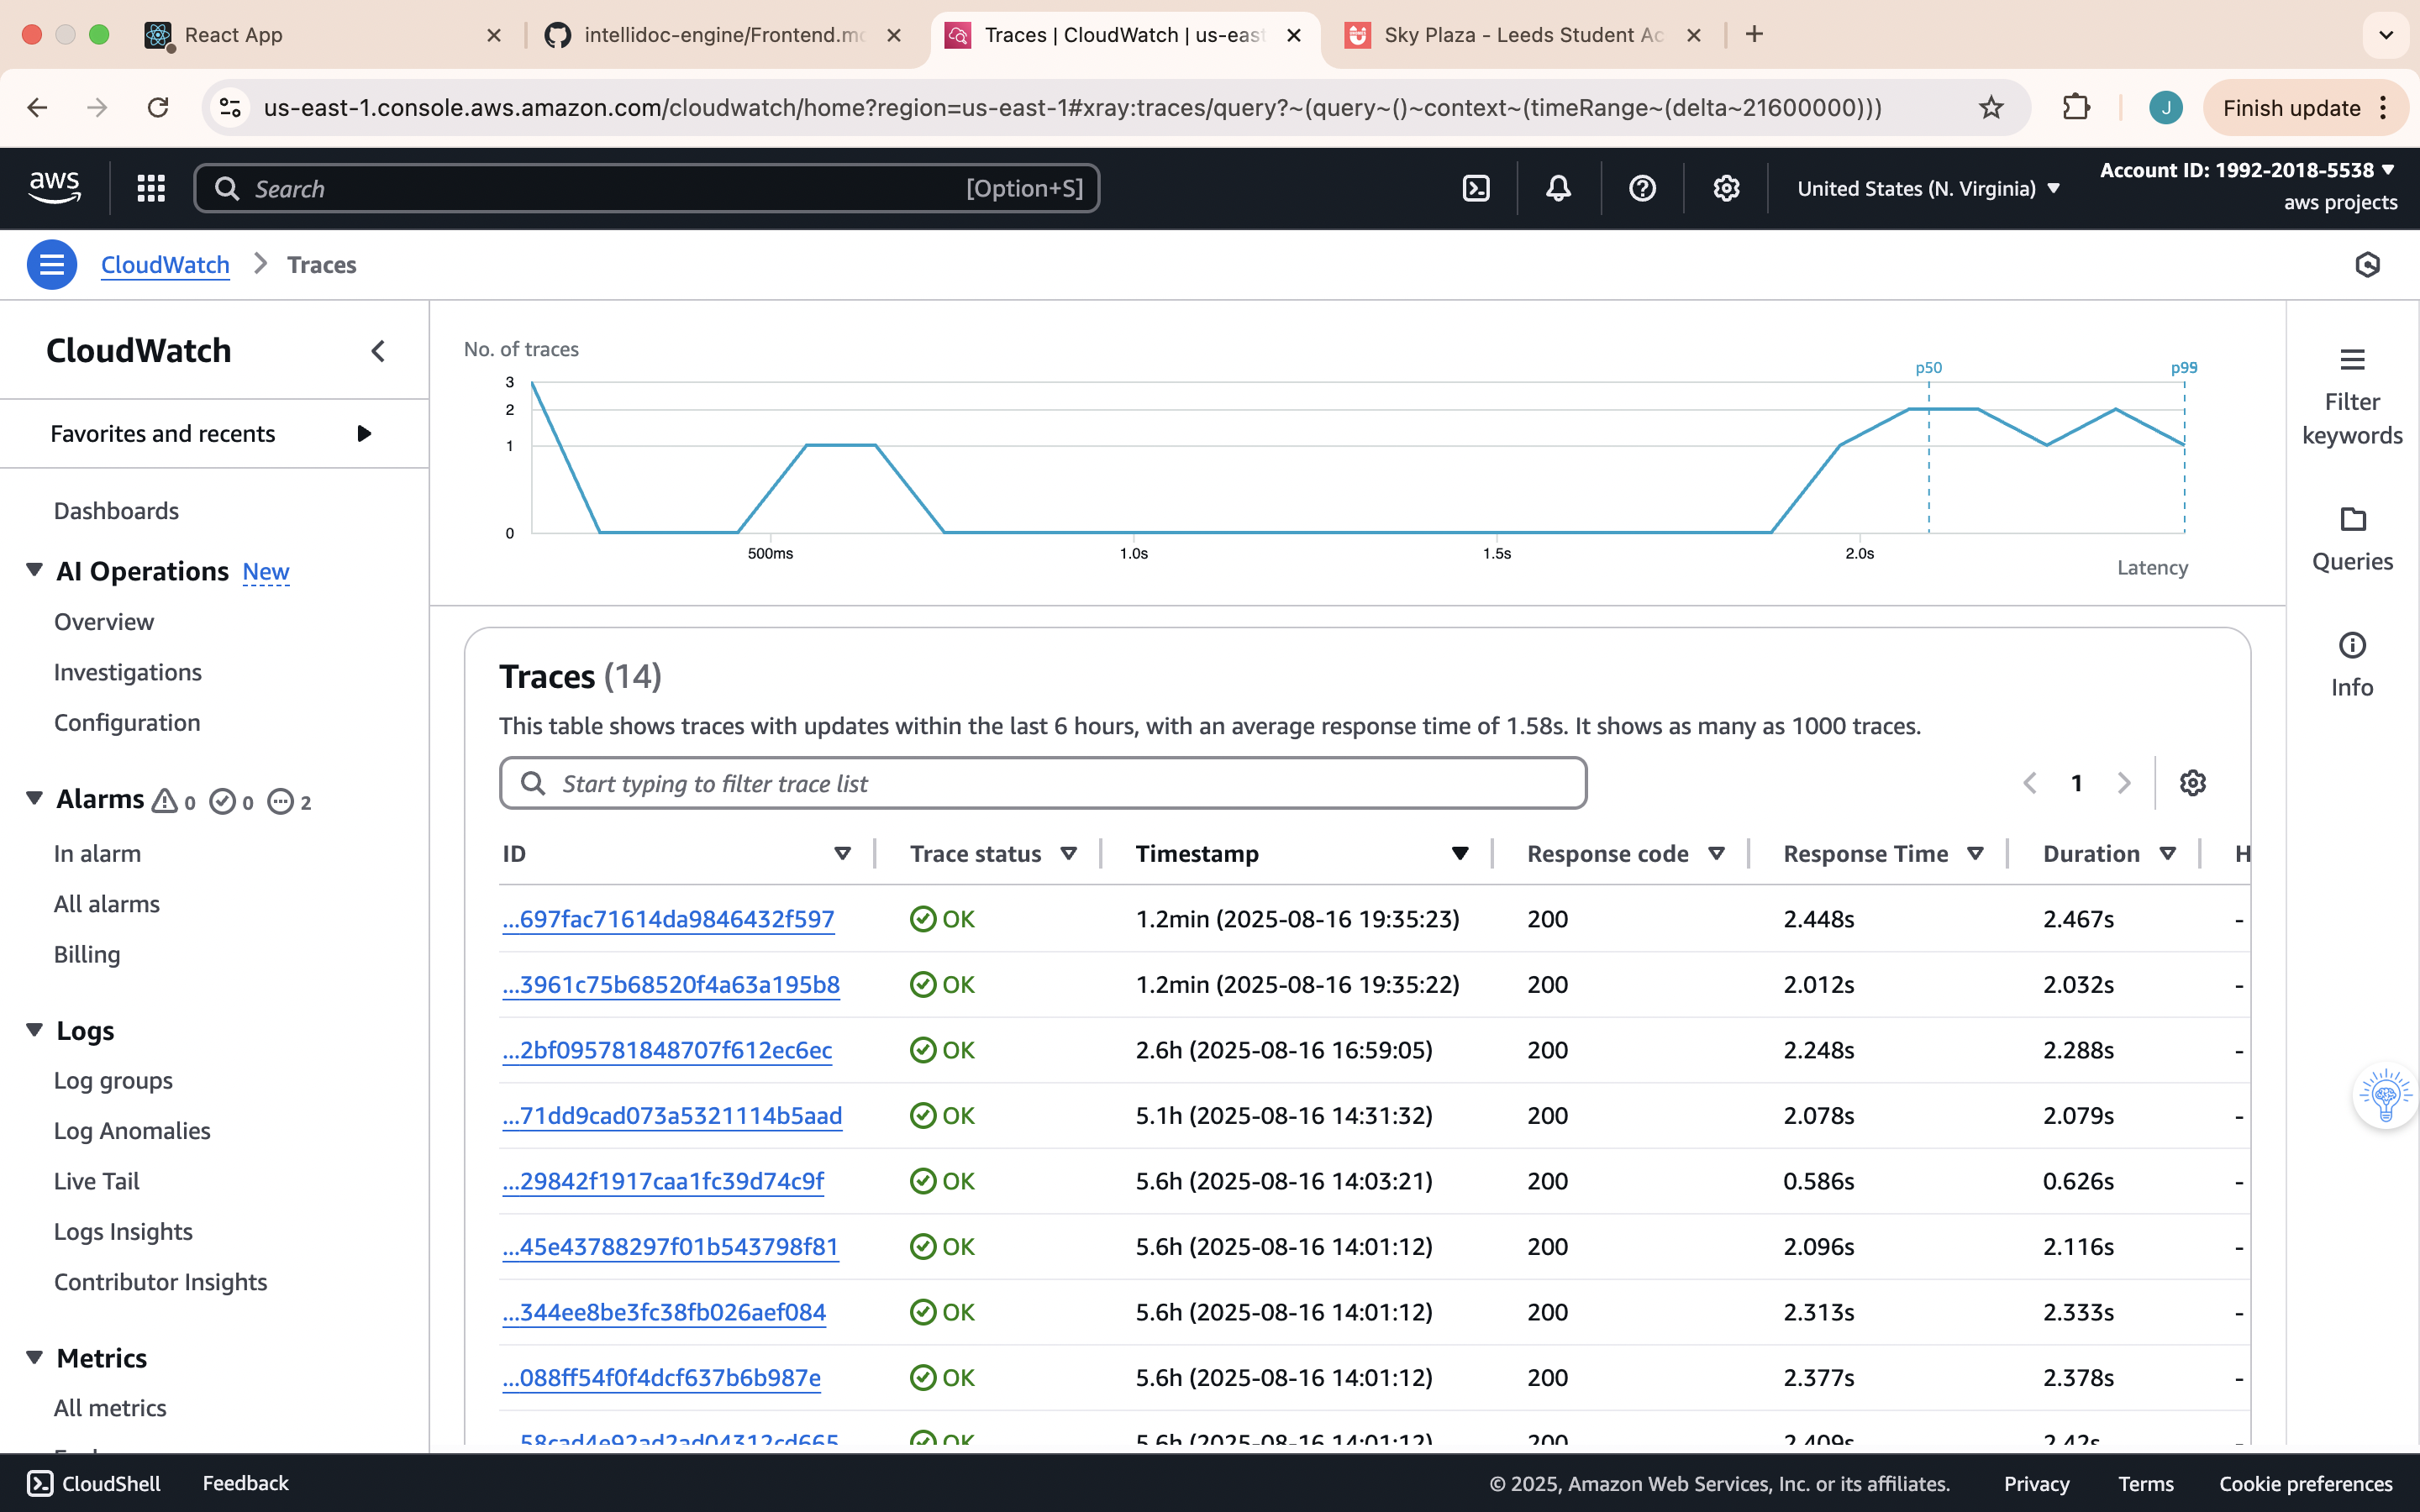 React App
intellidoc-engine/Frontend.md
Traces | CloudWatch | us-east
Sky Plaza - Leeds Student Ac
us-east-1.console.aws.amazon.com/cloudwatch/home?region=us-east-1#xray:traces/query?~(query~()~context~(timeRange~(delta~21600000)))
J
Finish update
aws
Search
[Option+S]
United States (N. Virginia)
Account ID: 1992-2018-5538
aws projects
CloudWatch
Traces
CloudWatch
Favorites and recents
Dashboards
AI Operations New
Overview
Investigations
Configuration
Alarms 0 0 2
In alarm
All alarms
Billing
Logs
Log groups
Log Anomalies
Live Tail
Logs Insights
Contributor Insights
Metrics
All metrics
No. of traces
3
2
1
0
p50
p99
500ms
1.0s
1.5s
2.0s
Latency
Traces (14)
This table shows traces with updates within the last 6 hours, with an average response time of 1.58s. It shows as many as 1000 traces.
Start typing to filter trace list
1
ID Trace status Timestamp Response code Response Time Duration H
...697fac71614da9846432f597 OK 1.2min (2025-08-16 19:35:23) 200 2.448s 2.467s -
...3961c75b68520f4a63a195b8 OK 1.2min (2025-08-16 19:35:22) 200 2.012s 2.032s -
...2bf095781848707f612ec6ec OK 2.6h (2025-08-16 16:59:05) 200 2.248s 2.288s -
...71dd9cad073a5321114b5aad OK 5.1h (2025-08-16 14:31:32) 200 2.078s 2.079s -
...29842f1917caa1fc39d74c9f OK 5.6h (2025-08-16 14:03:21) 200 0.586s 0.626s -
...45e43788297f01b543798f81 OK 5.6h (2025-08-16 14:01:12) 200 2.096s 2.116s -
...344ee8be3fc38fb026aef084 OK 5.6h (2025-08-16 14:01:12) 200 2.313s 2.333s -
...088ff54f0f4dcf637b6b987e OK 5.6h (2025-08-16 14:01:12) 200 2.377s 2.378s -
...58cad4e92ad2ad04312cd665 OK 5.6h (2025-08-16 14:01:12) 200 2.409s 2.42s -
Filter
keywords
Queries
Info
CloudShell
Feedback
© 2025, Amazon Web Services, Inc. or its affiliates.
Privacy
Terms
Cookie preferences